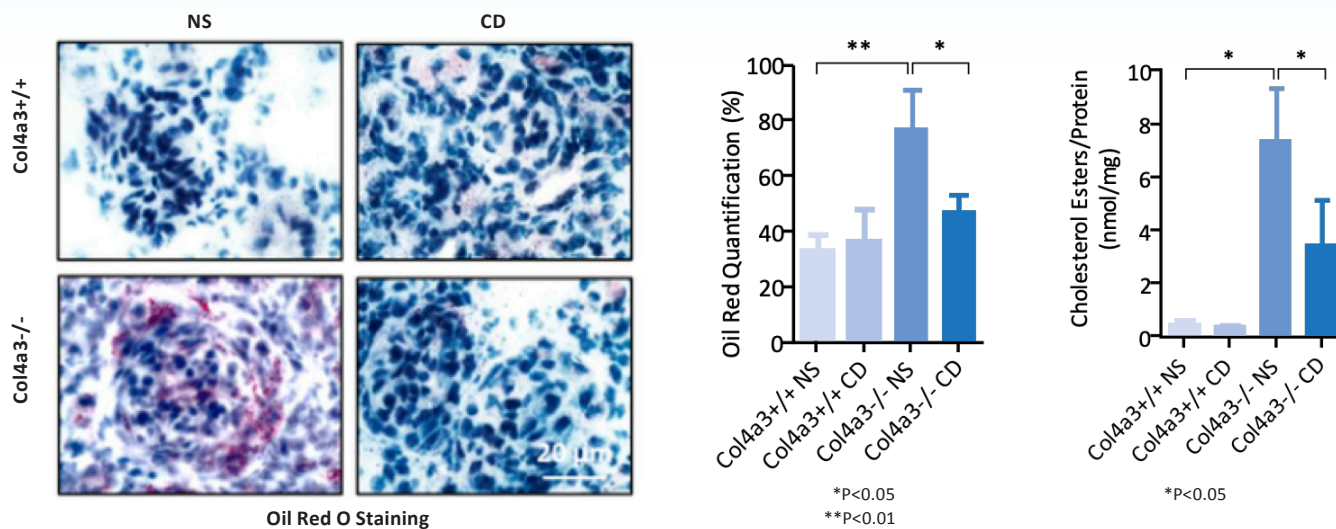 NS
CD
Col4a3+/+
Col4a3-/-
20 µm
Oil Red O Staining
** *
Oil Red Quantification (%)
100
80
60
40
20
0
Col4a3+/+ NS
Col4a3+/+ CD
Col4a3-/- NS
Col4a3-/- CD
*P<0.05
**P<0.01
* *
Cholesterol Esters/Protein
(nmol/mg)
10
8
6
4
2
0
Col4a3+/+ NS
Col4a3+/+ CD
Col4a3-/- NS
Col4a3-/- CD
*P<0.05